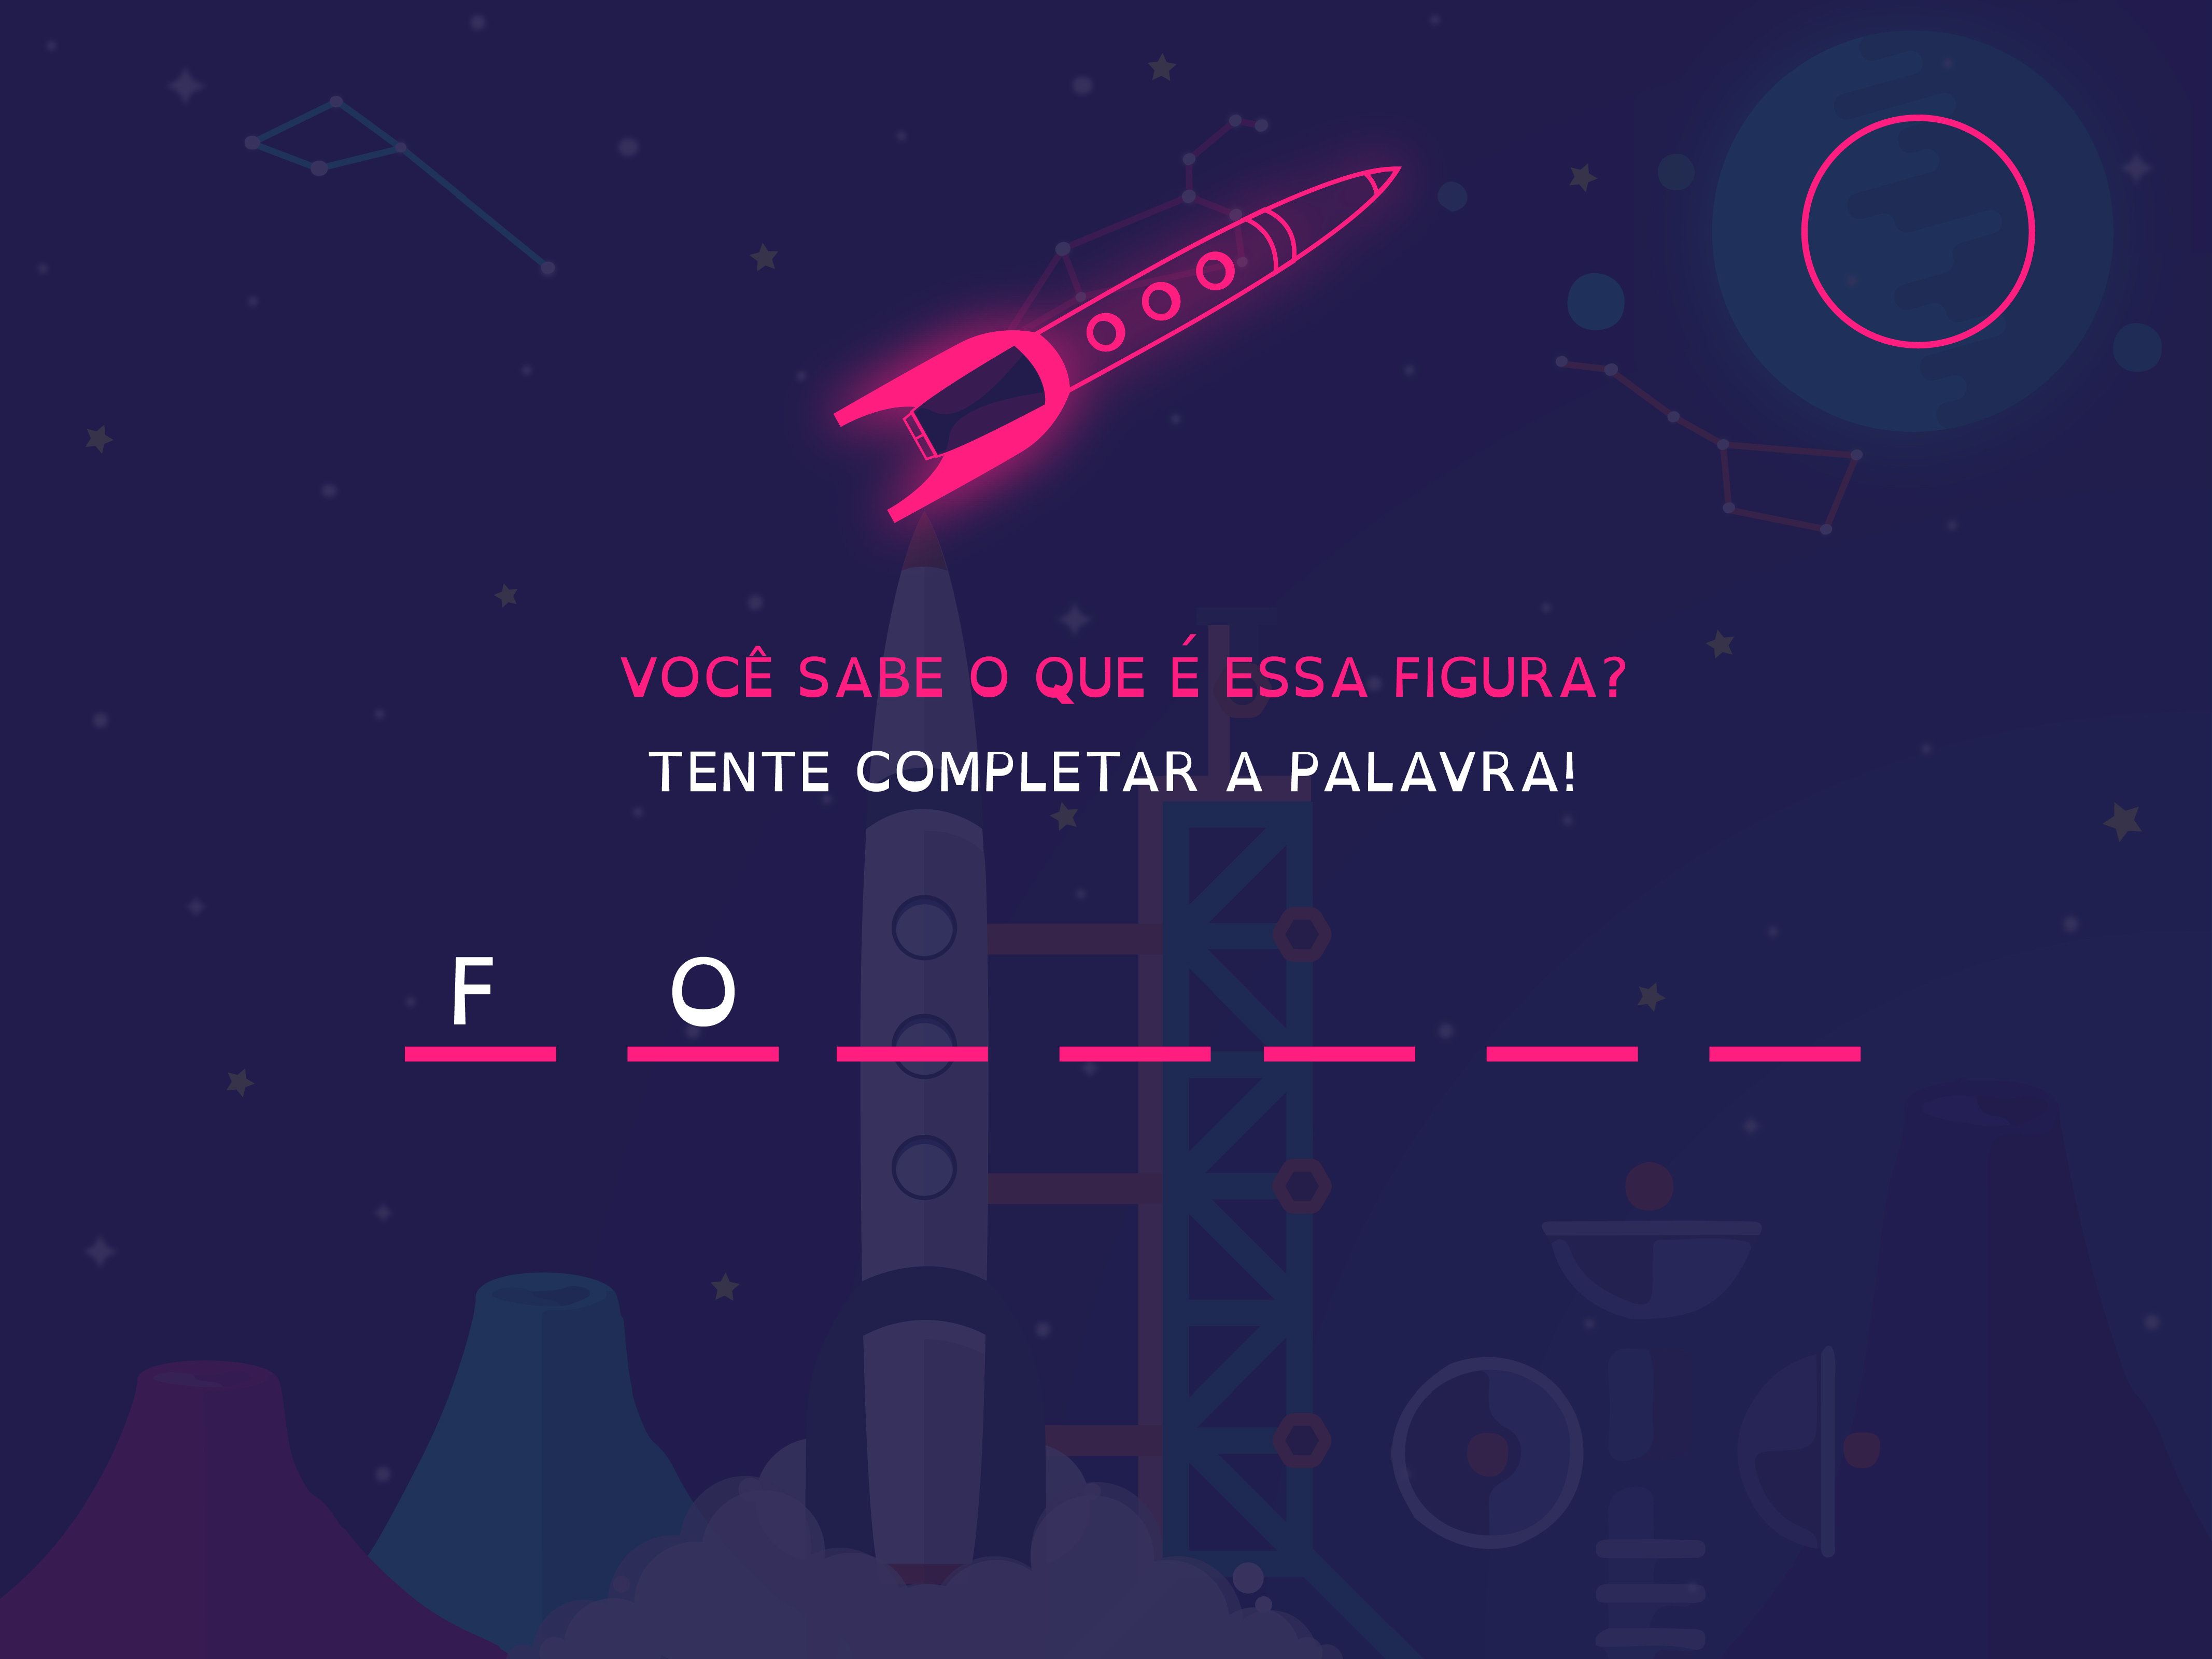 VOCÊ SABE O QUE É ESSA FIGURA?
TENTE COMPLETAR A PALAVRA!
F O